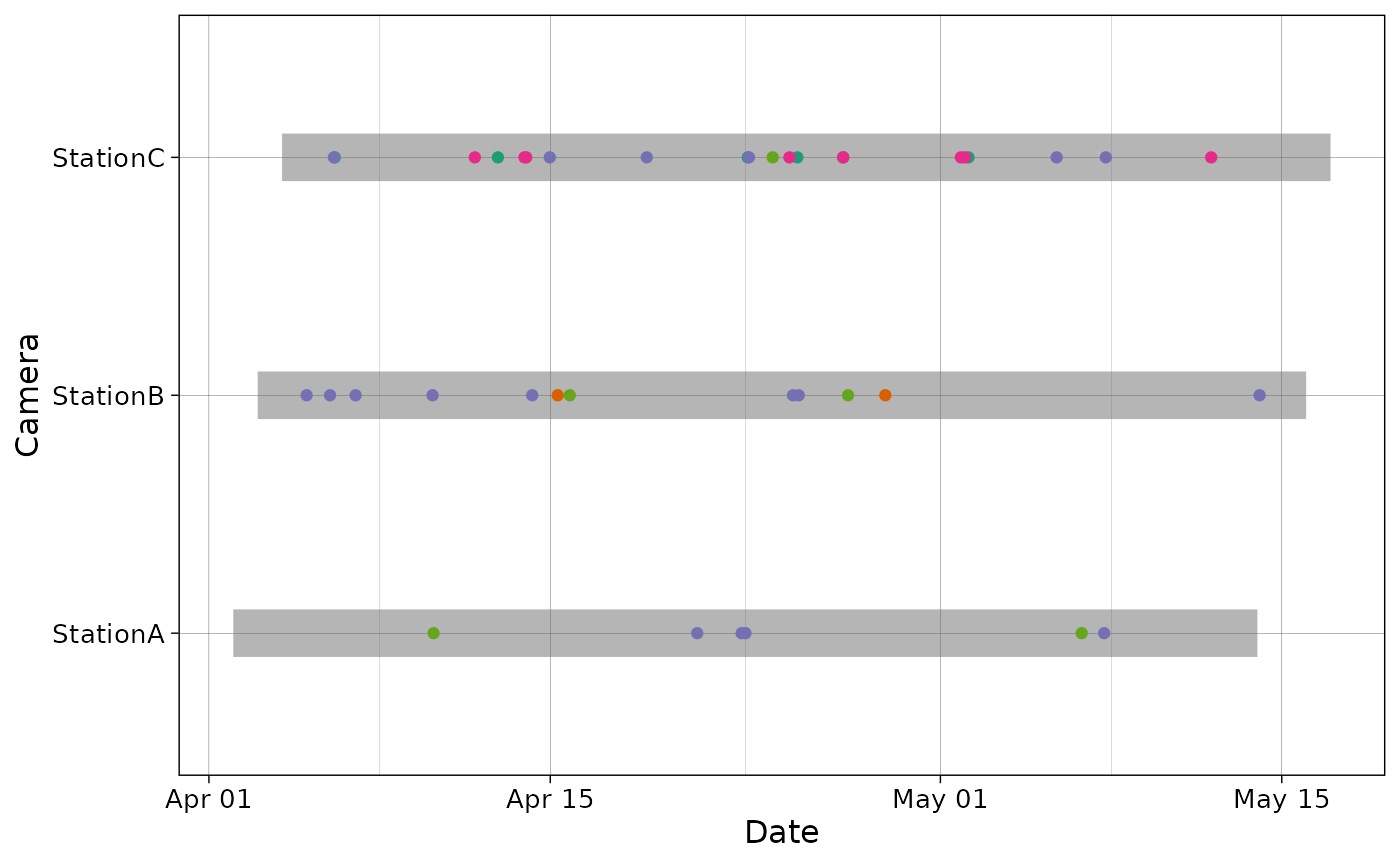 StationC
StationB
StationA
Camera
Apr 01
Apr 15
May 01
May 15
Date